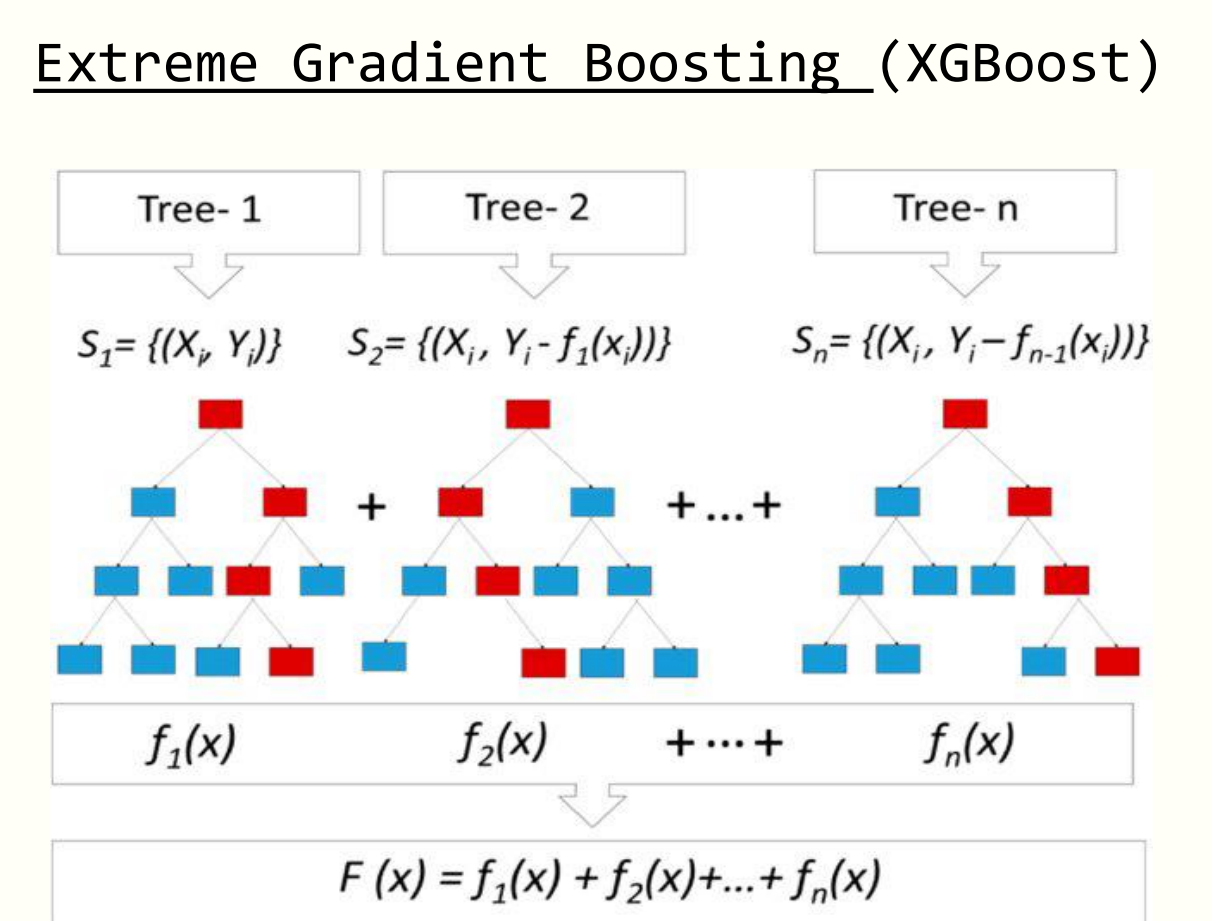 Extreme Gradient Boosting (XGBoost)
Tree- 1 Tree- 2 Tree- n
S₁= {(Xᵢ, Yᵢ)} S₂= {(Xᵢ, Yᵢ - f₁(xᵢ))} Sₙ= {(Xᵢ, Yᵢ – fₙ₋₁(xᵢ))}
+ +...+
f₁(x) f₂(x) +···+ fₙ(x)
F (x) = f₁(x) + f₂(x)+...+ fₙ(x)